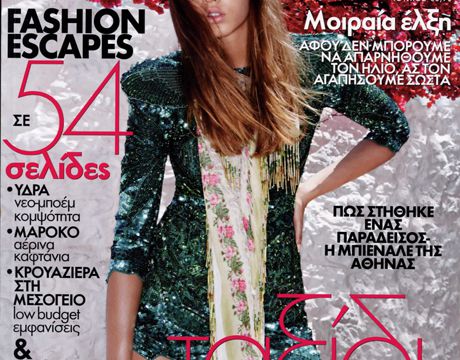 FASHION
ESCAPES
54
ΣΕ
σελίδες
• ΥΔΡΑ
νεο-μποέμ
κομψότητα
• ΜΑΡΟΚΟ
αέρινα
καφτάνια
• ΚΡΟΥΑΖΙΕΡΑ
ΣΤΗ
ΜΕΣΟΓΕΙΟ
low budget
εμφανίσεις
&
Μοιραία έλξη
ΑΦΟΥ ΔΕΝ ΜΠΟΡΟΥΜΕ
ΝΑ ΑΠΑΡΝΗΘΟΥΜΕ
ΤΟΝ ΗΛΙΟ, ΑΣ ΤΟΝ
ΑΓΑΠΗΣΟΥΜΕ ΣΩΣΤΑ
ΠΩΣ ΣΤΗΘΗΚΕ
ΕΝΑΣ
ΠΑΡΑΔΕΙΣΟΣ-
Η ΜΠΙΕΝΑΛΕ ΤΗΣ
ΑΘΗΝΑΣ